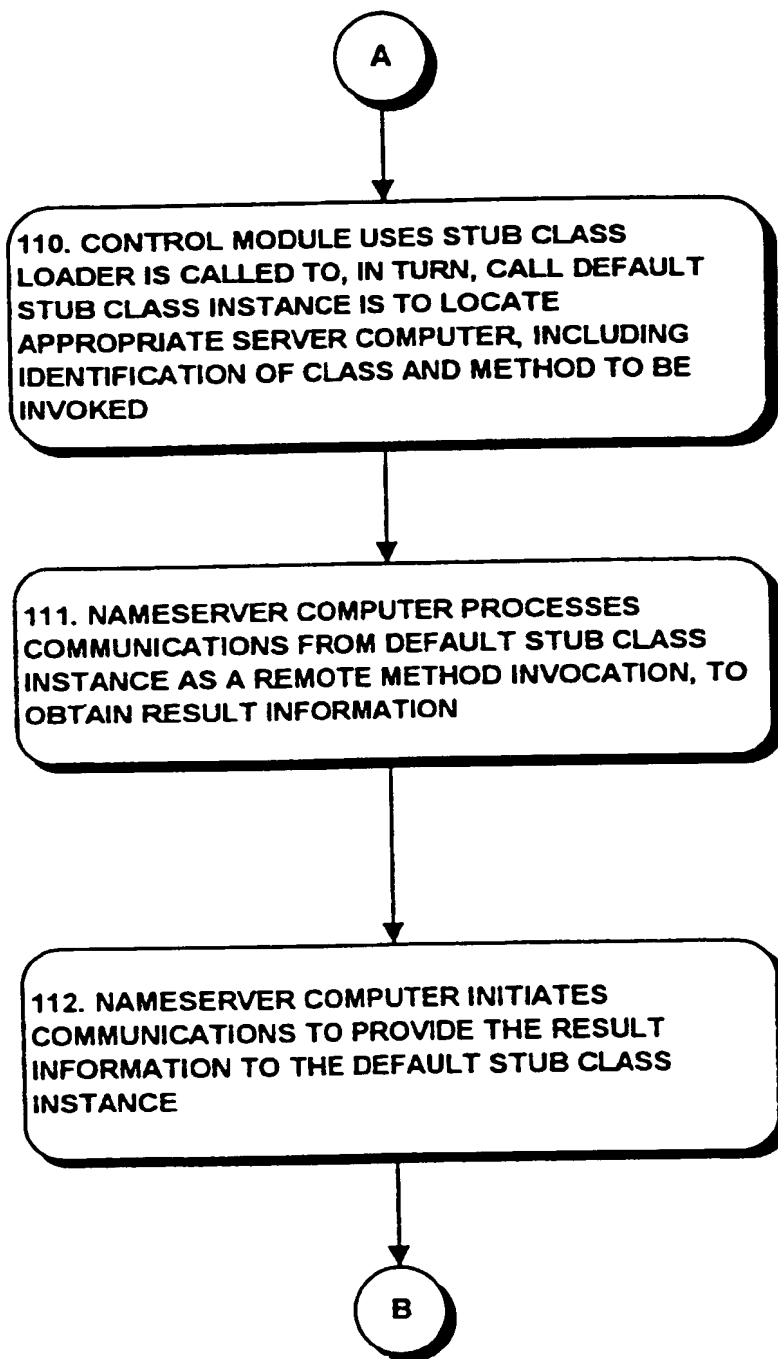 A
110. CONTROL MODULE USES STUB CLASS
LOADER IS CALLED TO, IN TURN, CALL DEFAULT
STUB CLASS INSTANCE IS TO LOCATE
APPROPRIATE SERVER COMPUTER, INCLUDING
IDENTIFICATION OF CLASS AND METHOD TO BE
INVOKED
111. NAMESERVER COMPUTER PROCESSES
COMMUNICATIONS FROM DEFAULT STUB CLASS
INSTANCE AS A REMOTE METHOD INVOCATION, TO
OBTAIN RESULT INFORMATION
112. NAMESERVER COMPUTER INITIATES
COMMUNICATIONS TO PROVIDE THE RESULT
INFORMATION TO THE DEFAULT STUB CLASS
INSTANCE
B